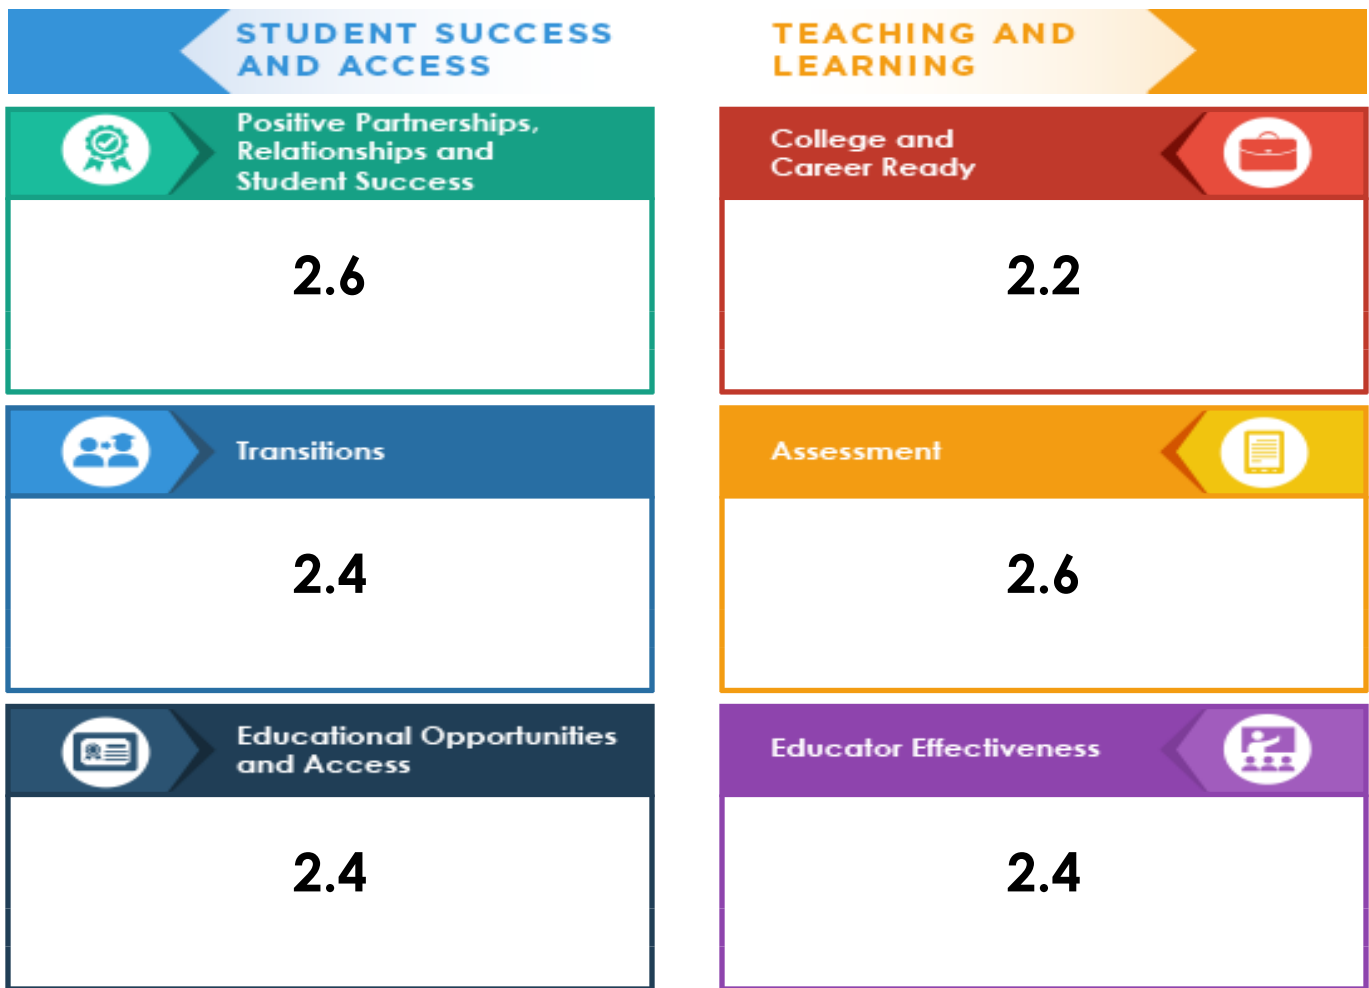 STUDENT SUCCESS
AND ACCESS
Positive Partnerships,
Relationships and
Student Success
2.6
Transitions
2.4
Educational Opportunities
and Access
2.4
TEACHING AND
LEARNING
College and
Career Ready
2.2
Assessment
2.6
Educator Effectiveness
2.4